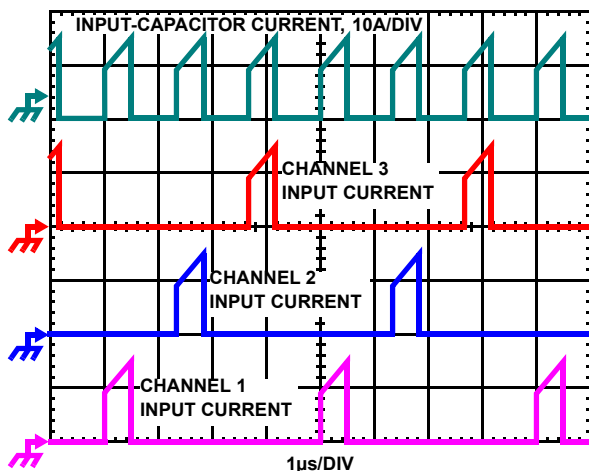 INPUT-CAPACITOR CURRENT, 10A/DIV
CHANNEL 3
INPUT CURRENT
CHANNEL 2
INPUT CURRENT
CHANNEL 1
INPUT CURRENT
1µs/DIV